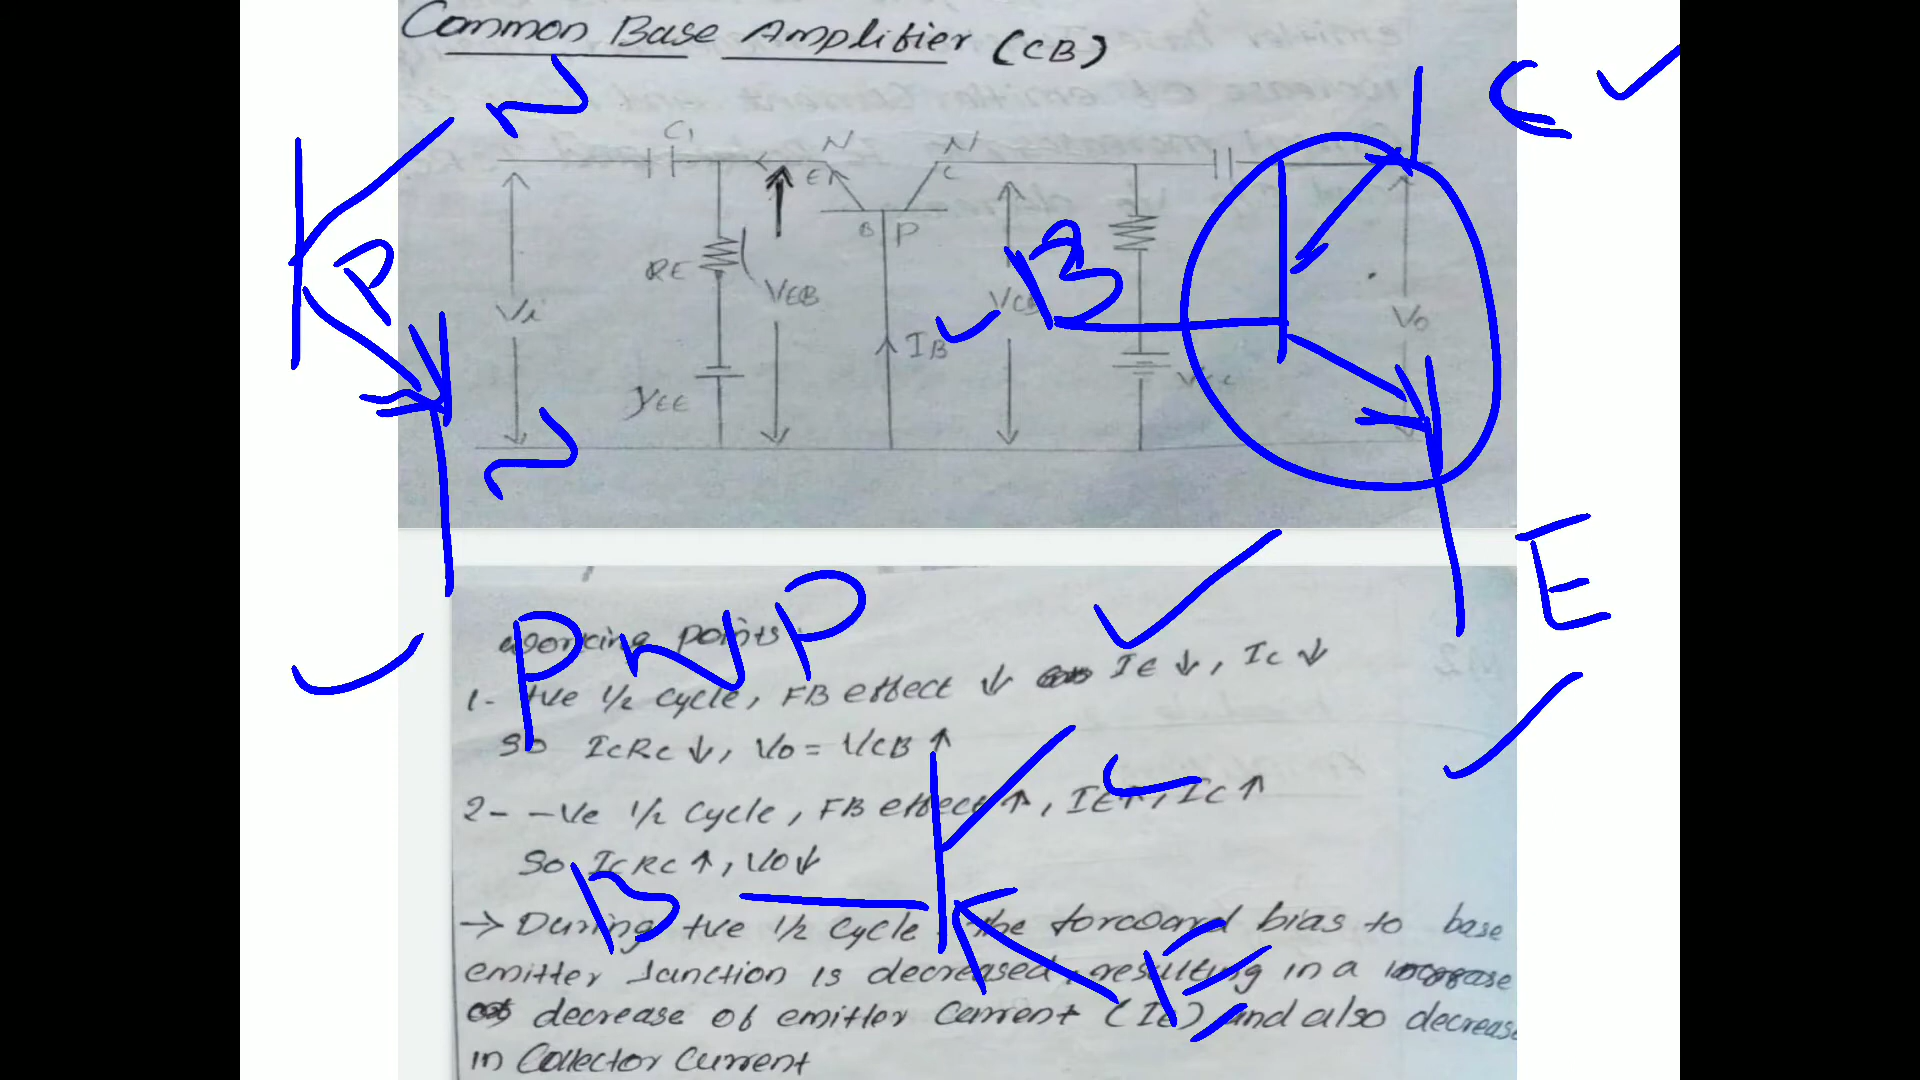 Common Base Amplifier (CB)
N
C
C1
N
N
E
C
P
B
P
RE
VEB
B
Vi
VCB
Vo
IB
VEE
Vcc
N
E
PNP
working points
1- +ve 1/2 cycle, FB effect ↓ IE ↓, IC ↓
So ICRC ↓, Vo = VCB ↑
C
2- -Ve 1/2 Cycle, FB effect ↑, IE ↑, IC ↑
So ICRC ↑, Vo ↓
B
→ During +ve 1/2 Cycle, the forward bias to base
emitter Junction is decreased, resulting in a
E
decrease of emitter Current (IE) and also decrease
in Collector Current